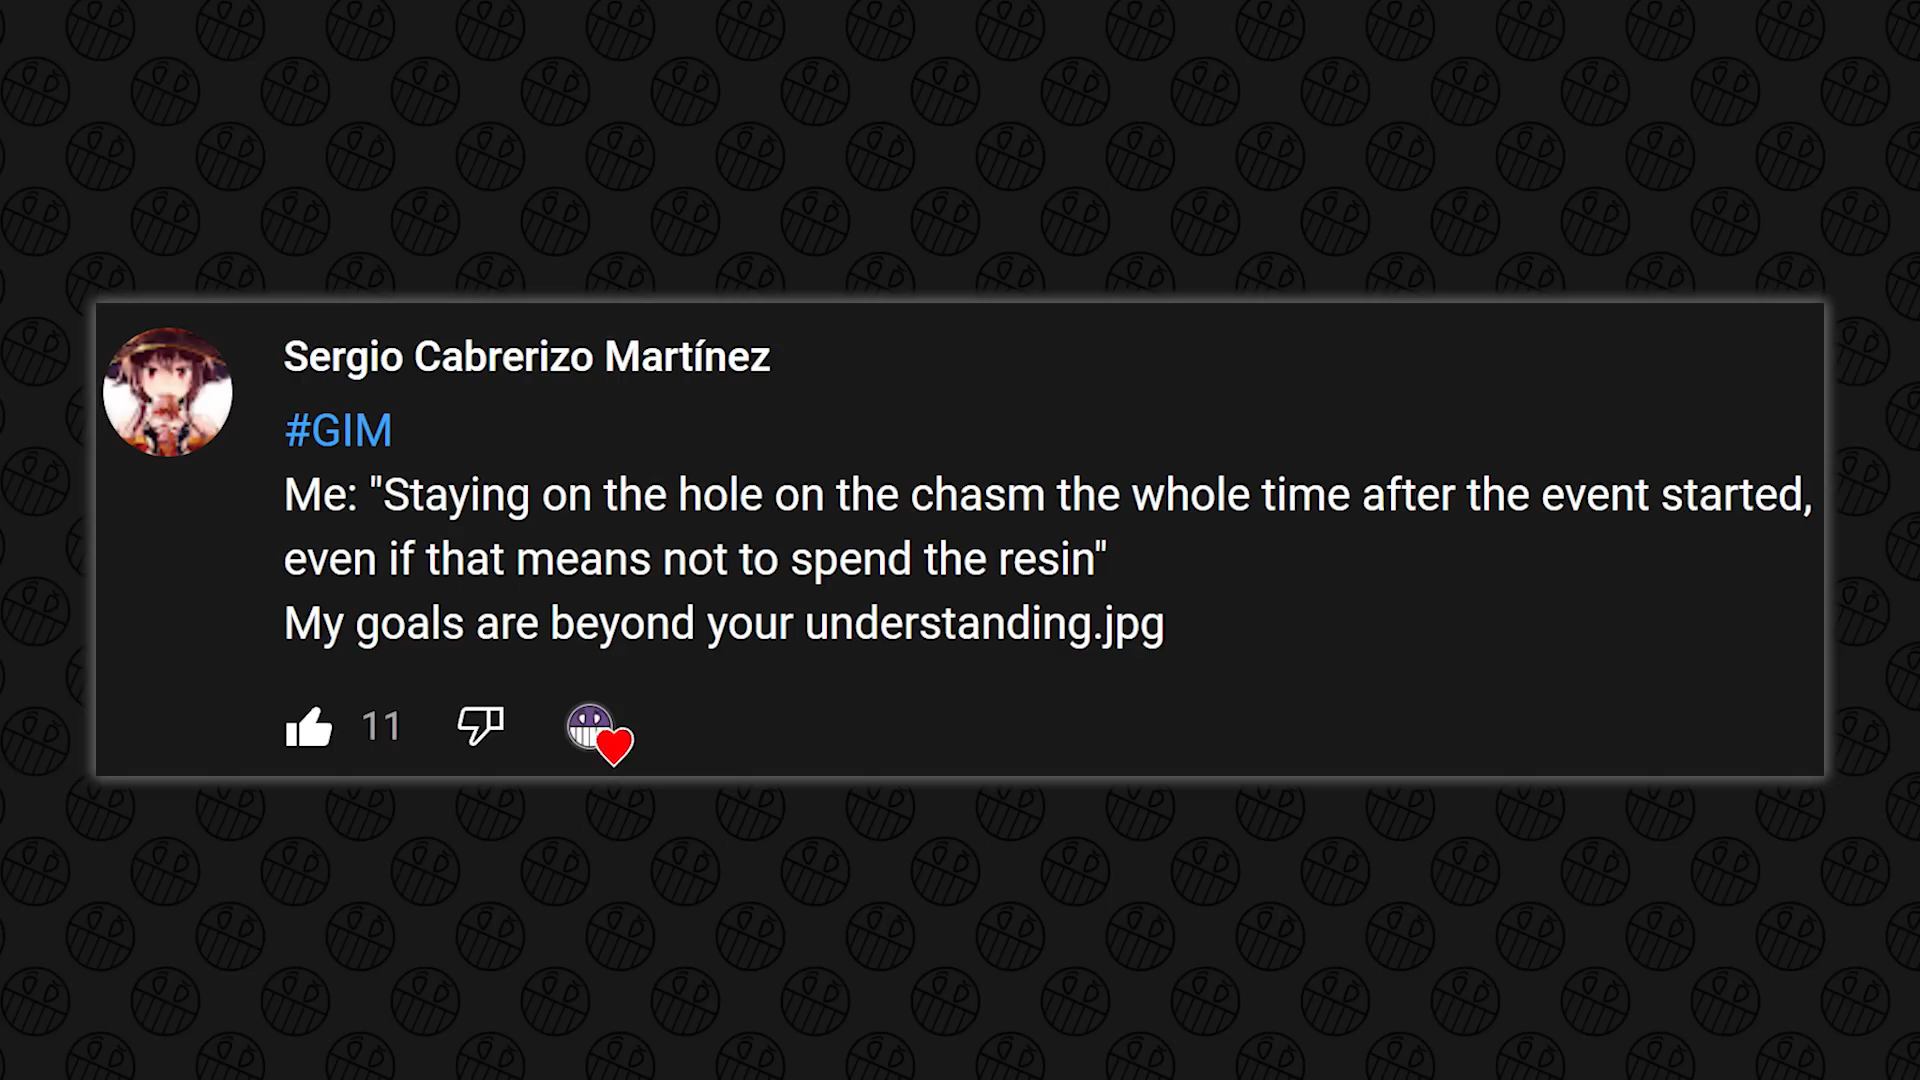 Sergio Cabrerizo Martínez
#GIM
Me: "Staying on the hole on the chasm the whole time after the event started,
even if that means not to spend the resin"
My goals are beyond your understanding.jpg
11